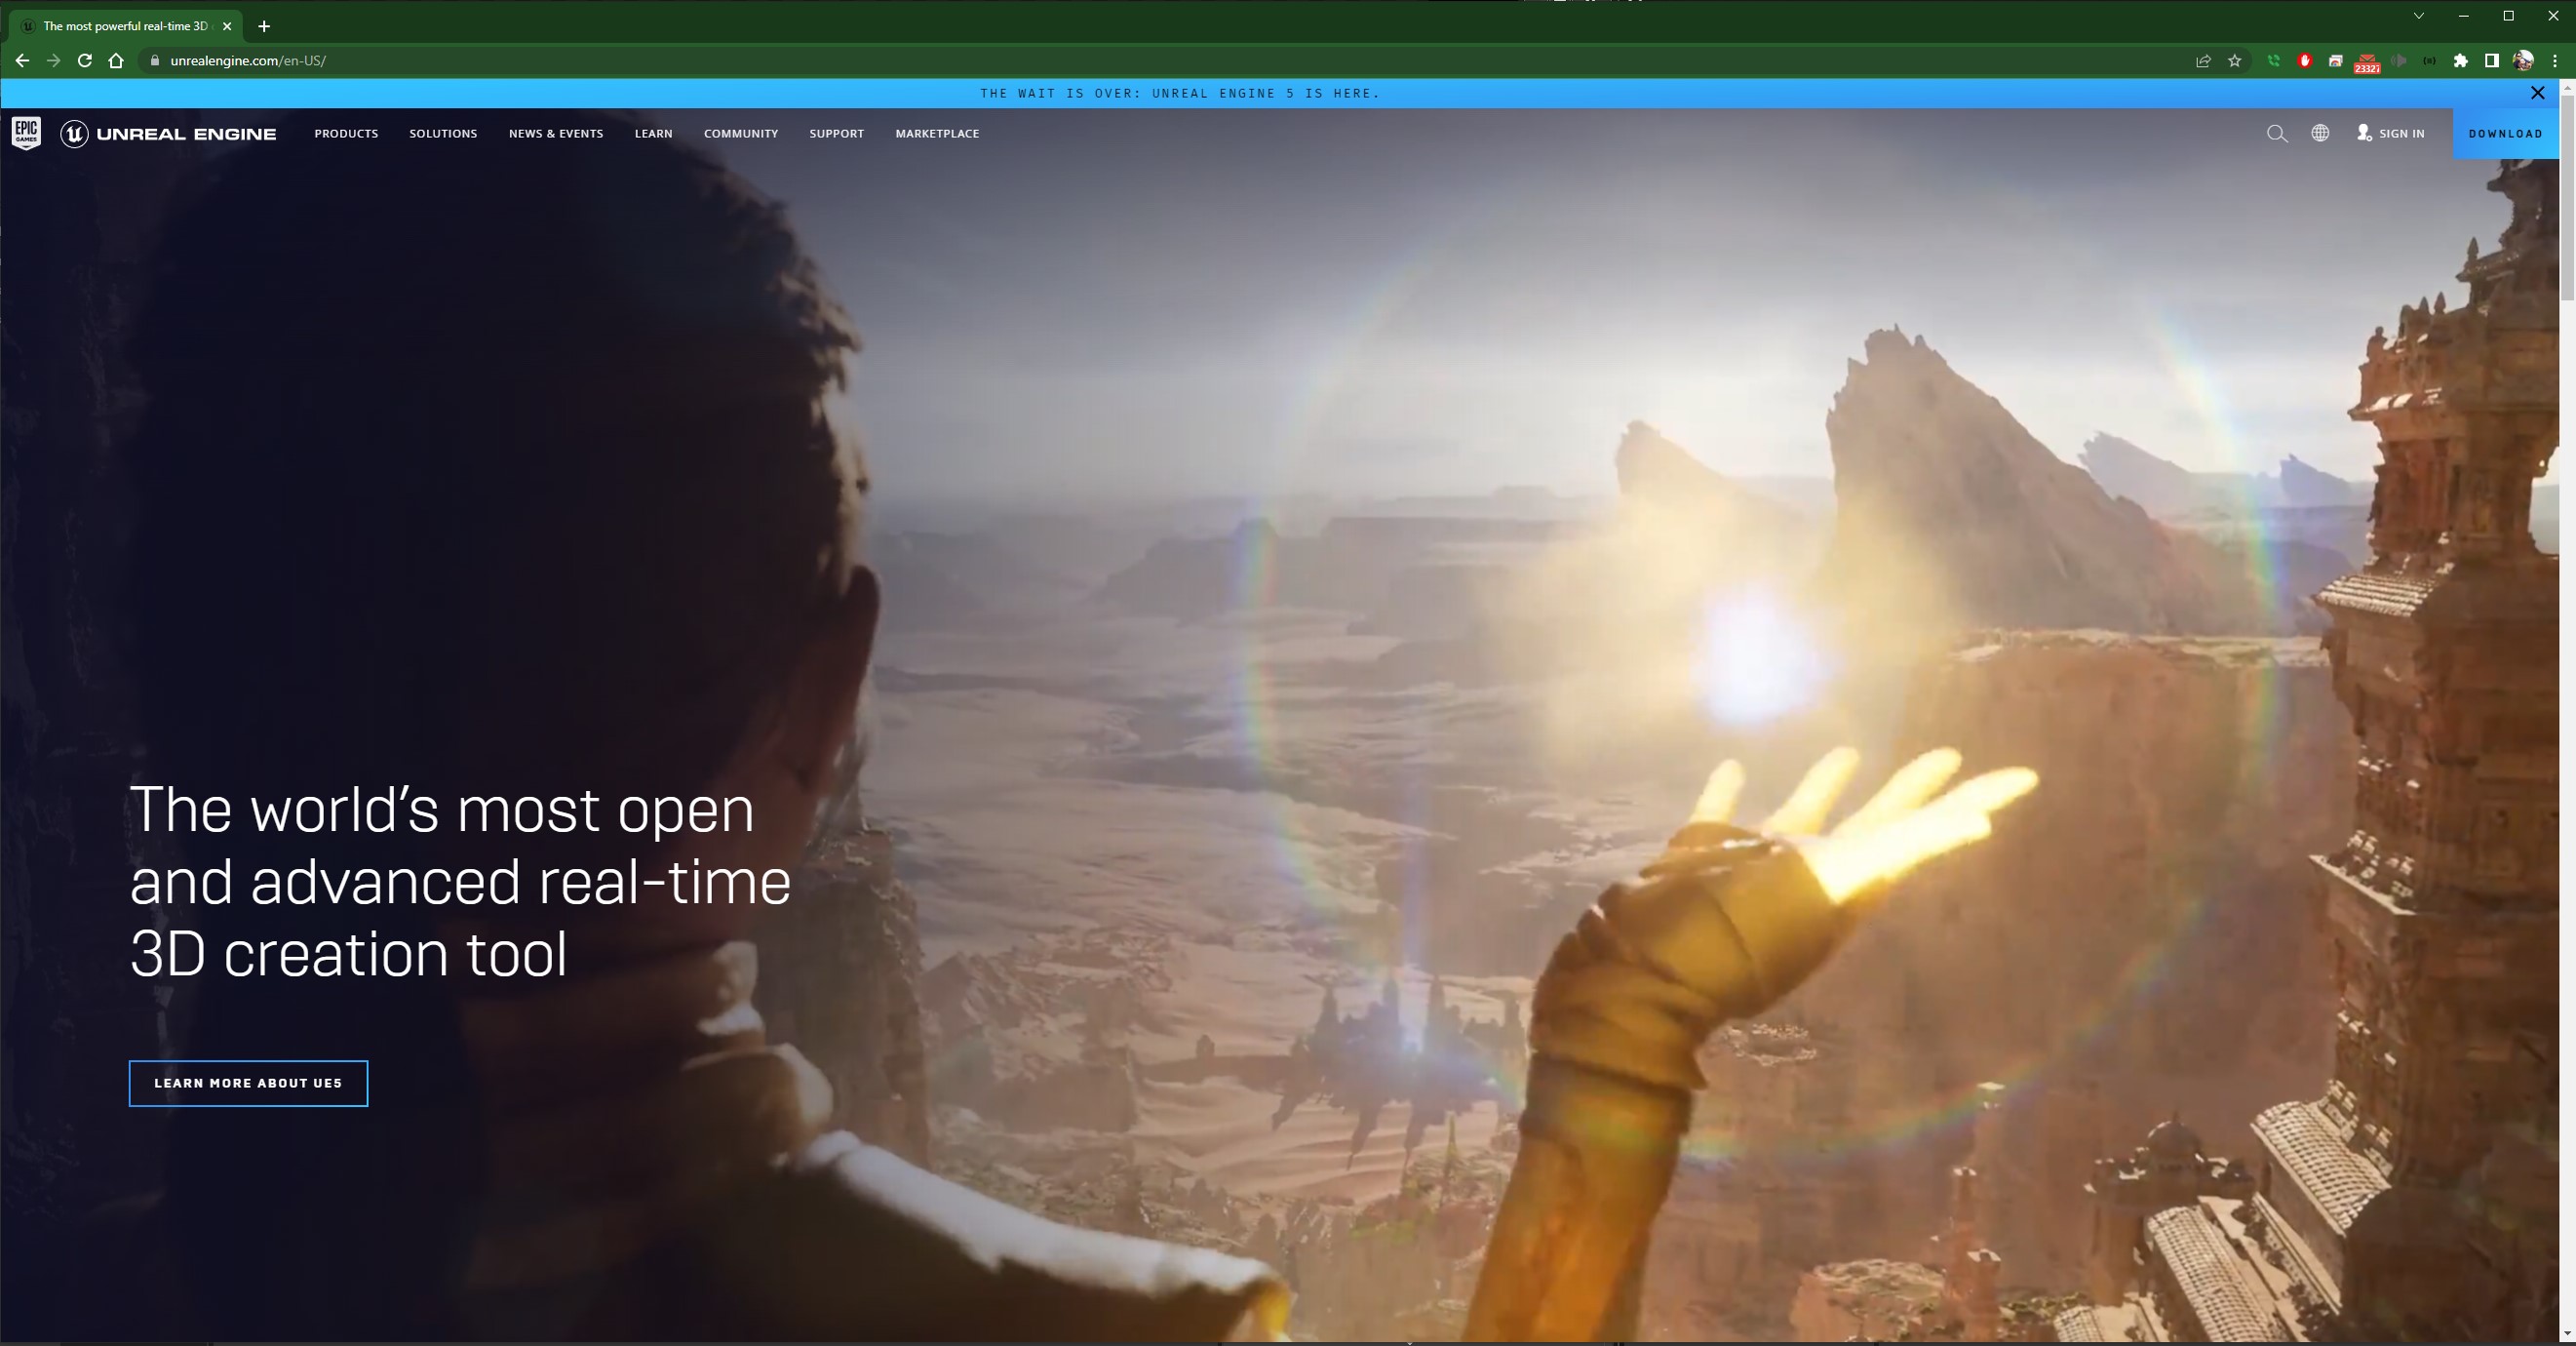 The most powerful real-time 3D
unrealengine.com/en-US/
23327
THE WAIT IS OVER: UNREAL ENGINE 5 IS HERE.
EPIC GAMES
UNREAL ENGINE
PRODUCTS
SOLUTIONS
NEWS & EVENTS
LEARN
COMMUNITY
SUPPORT
MARKETPLACE
SIGN IN
DOWNLOAD
The world’s most open
and advanced real-time
3D creation tool
LEARN MORE ABOUT UE5